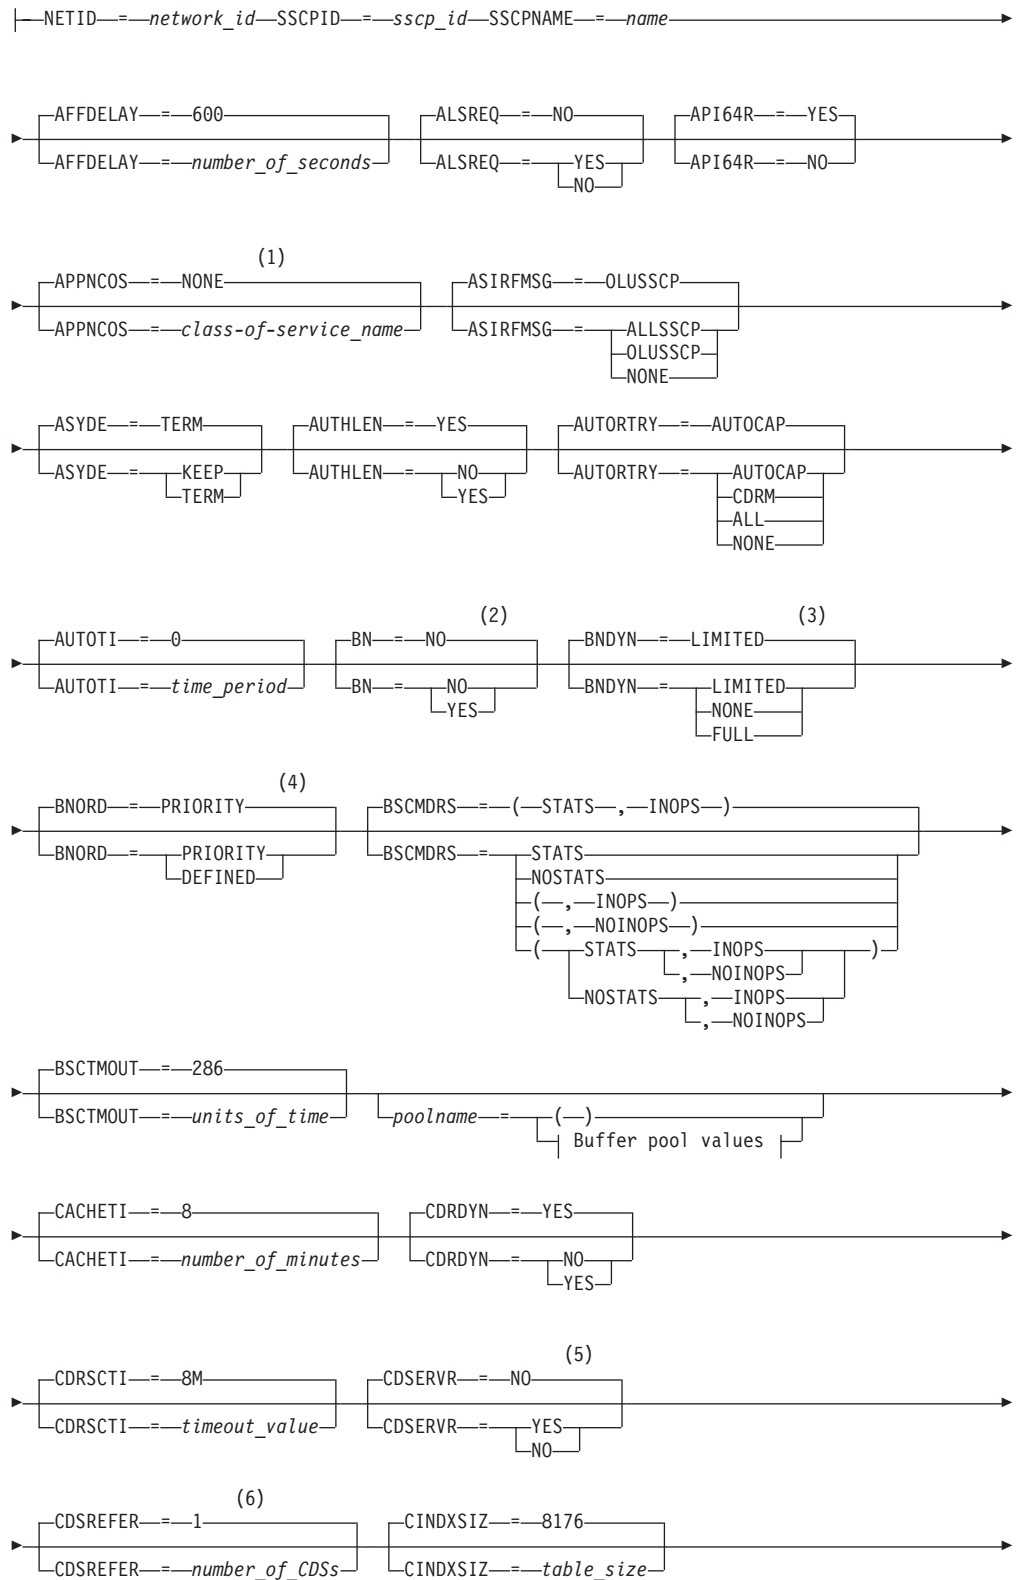 NETID = network_id SSCPID = sscp_id SSCPNAME = name
AFFDELAY = 600 ALSREQ = NO API64R = YES
AFFDELAY = number_of_seconds ALSREQ = YES API64R = NO
NO
(1)
APPNCOS = NONE ASIRFMSG = OLUSSCP
APPNCOS = class-of-service_name ASIRFMSG = ALLSSCP
OLUSSCP
NONE
ASYDE = TERM AUTHLEN = YES AUTORTRY = AUTOCAP
ASYDE = KEEP AUTHLEN = NO AUTORTRY = AUTOCAP
TERM YES CDRM
ALL
NONE
(2) (3)
AUTOTI = 0 BN = NO BNDYN = LIMITED
AUTOTI = time_period BN = NO BNDYN = LIMITED
YES NONE
FULL
(4)
BNORD = PRIORITY BSCMDRS = ( STATS , INOPS )
BNORD = PRIORITY BSCMDRS = STATS
DEFINED NOSTATS
( , INOPS )
( , NOINOPS )
( STATS , INOPS )
, NOINOPS
NOSTATS , INOPS
, NOINOPS
BSCTMOUT = 286
BSCTMOUT = units_of_time poolname = ( )
Buffer pool values
CACHETI = 8 CDRDYN = YES
CACHETI = number_of_minutes CDRDYN = NO
YES
(5)
CDRSCTI = 8M CDSERVR = NO
CDRSCTI = timeout_value CDSERVR = YES
NO
(6)
CDSREFER = 1 CINDXSIZ = 8176
CDSREFER = number_of_CDSs CINDXSIZ = table_size